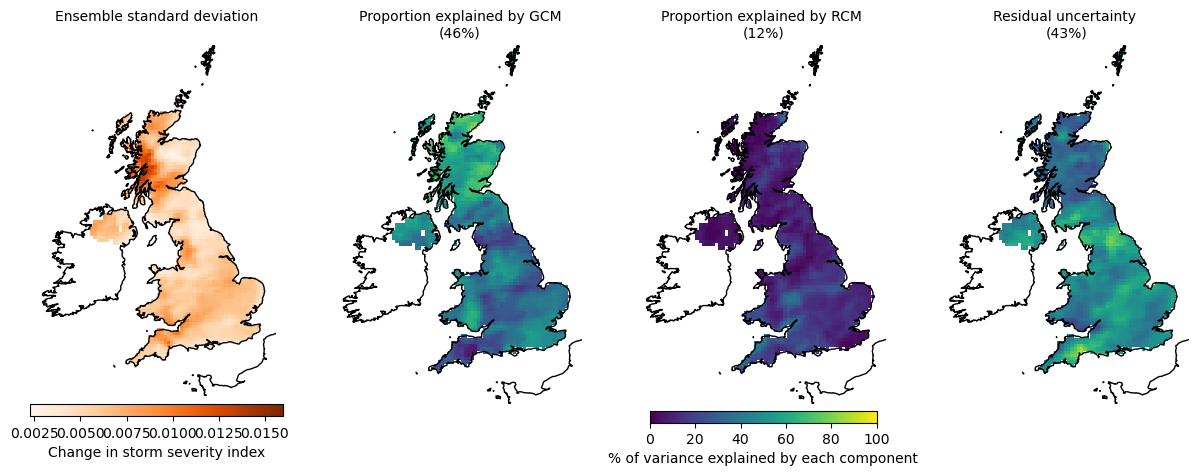 Ensemble standard deviation
Proportion explained by GCM
(46%)
Proportion explained by RCM
(12%)
Residual uncertainty
(43%)
0.0025 0.0050 0.0075 0.0100 0.0125 0.0150
Change in storm severity index
0 20 40 60 80 100
% of variance explained by each component